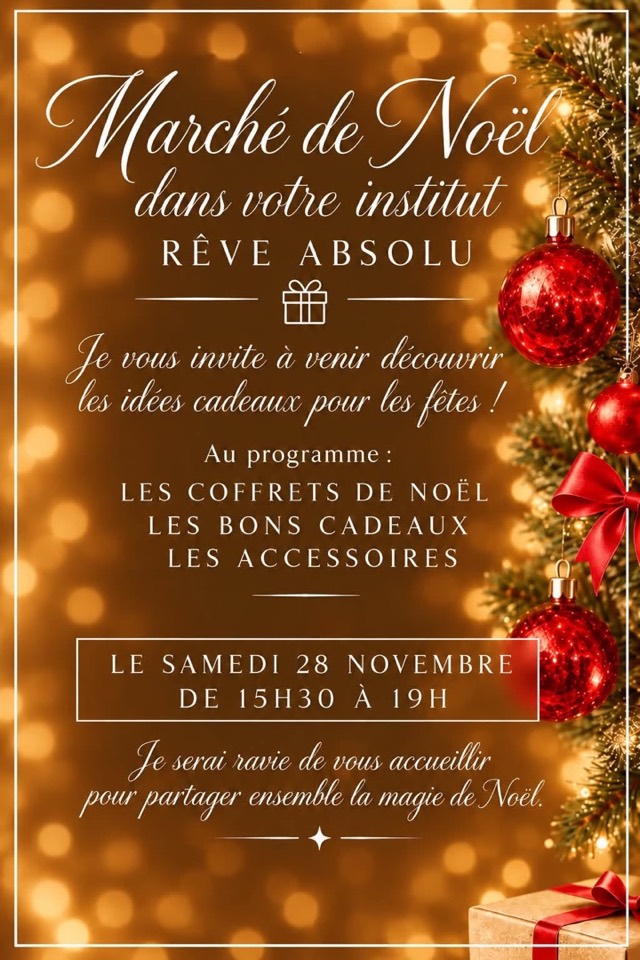 Marché de Noël
dans votre institut
RÊVE ABSOLU
Je vous invite à venir découvrir
les idées cadeaux pour les fêtes !
Au programme :
LES COFFRETS DE NOËL
LES BONS CADEAUX
LES ACCESSOIRES
LE SAMEDI 28 NOVEMBRE
DE 15H30 À 19H
Je serai ravie de vous accueillir
pour partager ensemble la magie de Noël.